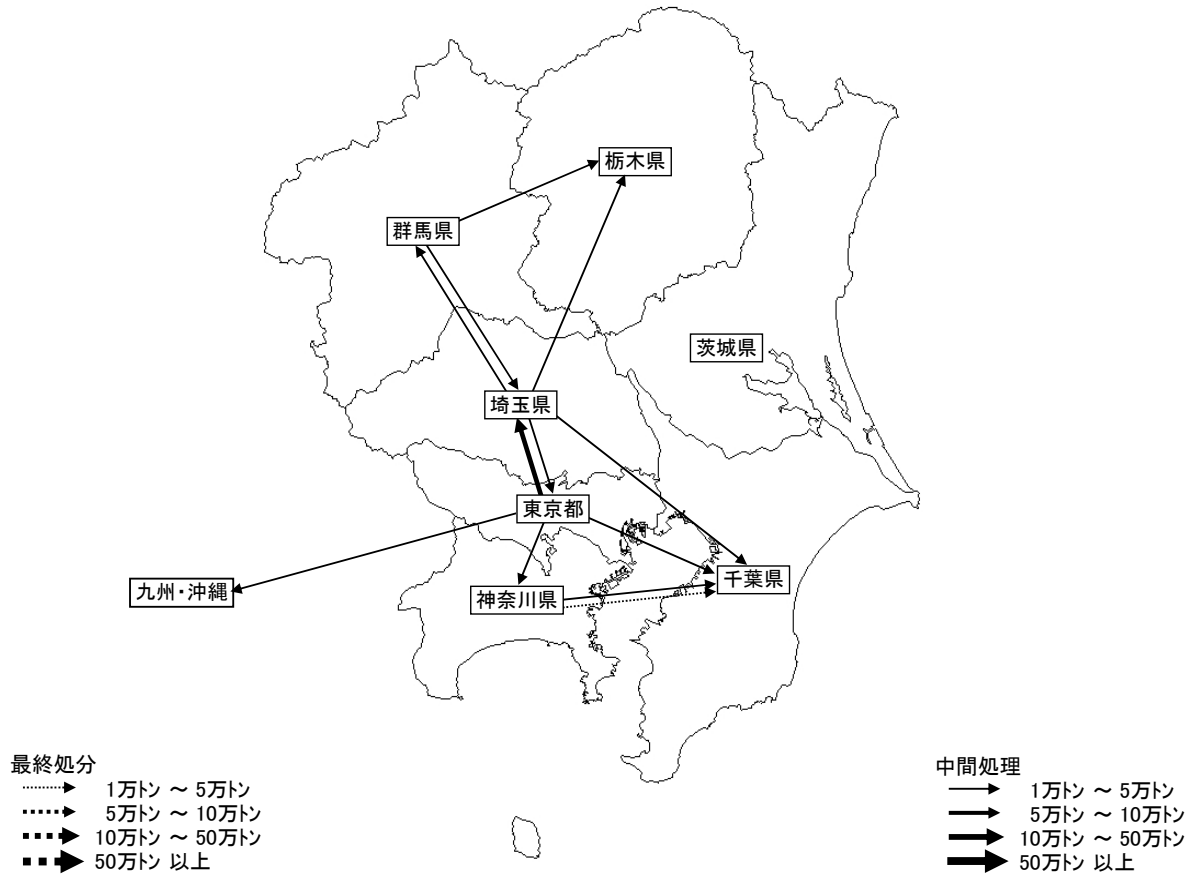 栃木県
群馬県
茨城県
埼玉県
東京都
千葉県
九州・沖縄
神奈川県
最終処分
1万ﾄﾝ ～ 5万ﾄﾝ
5万ﾄﾝ ～ 10万ﾄﾝ
10万ﾄﾝ ～ 50万ﾄﾝ
50万ﾄﾝ 以上
中間処理
1万ﾄﾝ ～ 5万ﾄﾝ
5万ﾄﾝ ～ 10万ﾄﾝ
10万ﾄﾝ ～ 50万ﾄﾝ
50万ﾄﾝ 以上